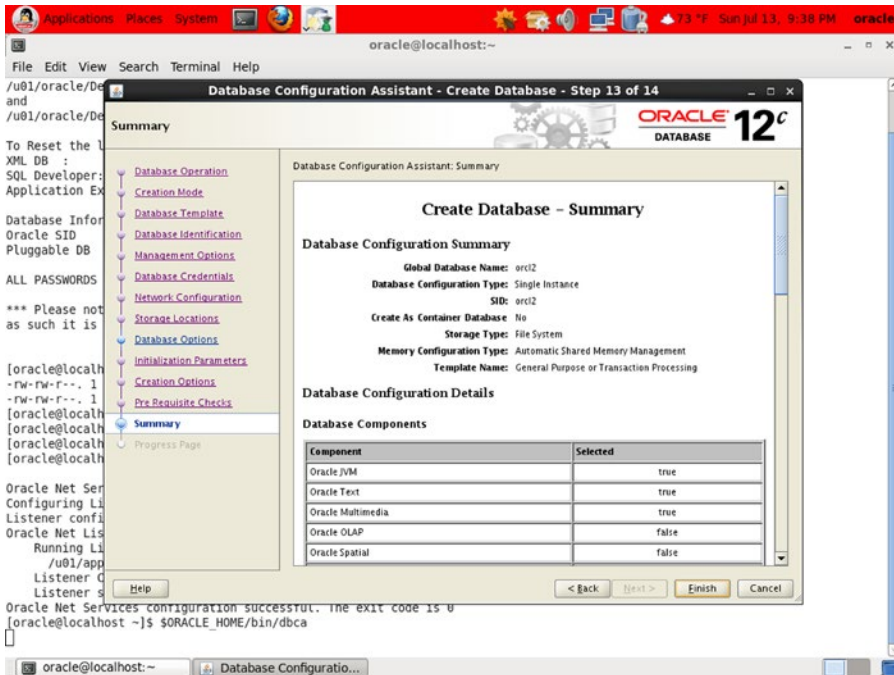 Applications Places System 73 °F Sun Jul 13, 9:38 PM oracle
oracle@localhost:~
File Edit View Search Terminal Help
/u01/oracle/De
and
/u01/oracle/De
To Reset the l
XML DB :
SQL Developer:
Application Ex
Database Infor
Oracle SID
Pluggable DB
ALL PASSWORDS
*** Please not
as such it is
[oracle@localh
-rw-rw-r--. 1
-rw-rw-r--. 1
[oracle@localh
[oracle@localh
[oracle@localh
[oracle@localh
Oracle Net Ser
Configuring Li
Listener confi
Oracle Net Lis
Running Li
/u01/app
Listener C
Listener s
Oracle Net Services configuration successful. The exit code is 0
[oracle@localhost ~]$ $ORACLE_HOME/bin/dbca
Database Configuration Assistant - Create Database - Step 13 of 14
Summary
ORACLE DATABASE 12c
Database Operation
Creation Mode
Database Template
Database Identification
Management Options
Database Credentials
Network Configuration
Storage Locations
Database Options
Initialization Parameters
Creation Options
Pre Requisite Checks
Summary
Progress Page
Database Configuration Assistant: Summary
Create Database - Summary
Database Configuration Summary
Global Database Name: orcl2
Database Configuration Type: Single Instance
SID: orcl2
Create As Container Database No
Storage Type: File System
Memory Configuration Type: Automatic Shared Memory Management
Template Name: General Purpose or Transaction Processing
Database Configuration Details
Database Components
Component Selected
Oracle JVM true
Oracle Text true
Oracle Multimedia true
Oracle OLAP false
Oracle Spatial false
Help < Back Next > Finish Cancel
oracle@localhost:~ Database Configuratio...